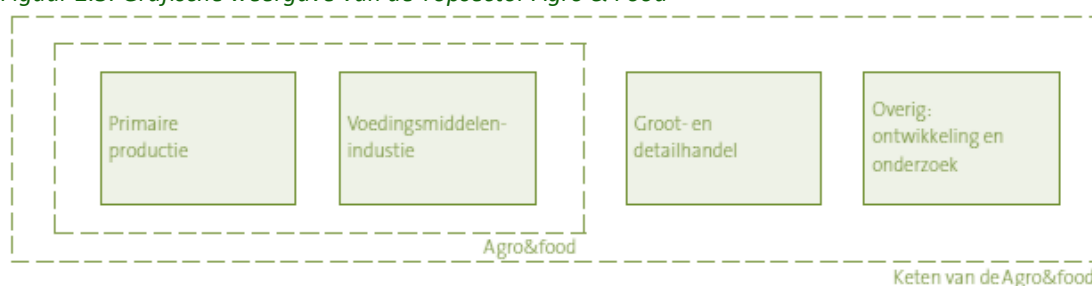 Primaire
productie
Voedingsmiddelen-
industie
Groot- en
detailhandel
Overig:
ontwikkeling en
onderzoek
Agro&food
Keten van de Agro&food